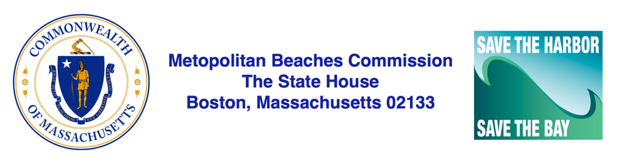 COMMONWEALTH
OF MASSACHUSETTS
Metopolitan Beaches Commission
The State House
Boston, Massachusetts 02133
SAVE THE HARBOR
SAVE THE BAY